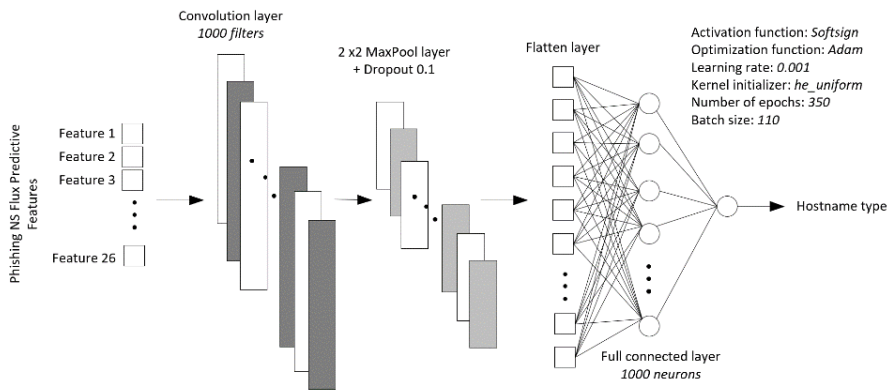 Convolution layer
1000 filters
2 x2 MaxPool layer
+ Dropout 0.1
Flatten layer
Activation function: Softsign
Optimization function: Adam
Learning rate: 0.001
Kernel initializer: he_uniform
Number of epochs: 350
Batch size: 110
Phishing NS Flux Predictive
Features
Feature 1
Feature 2
Feature 3
Feature 26
Hostname type
Full connected layer
1000 neurons